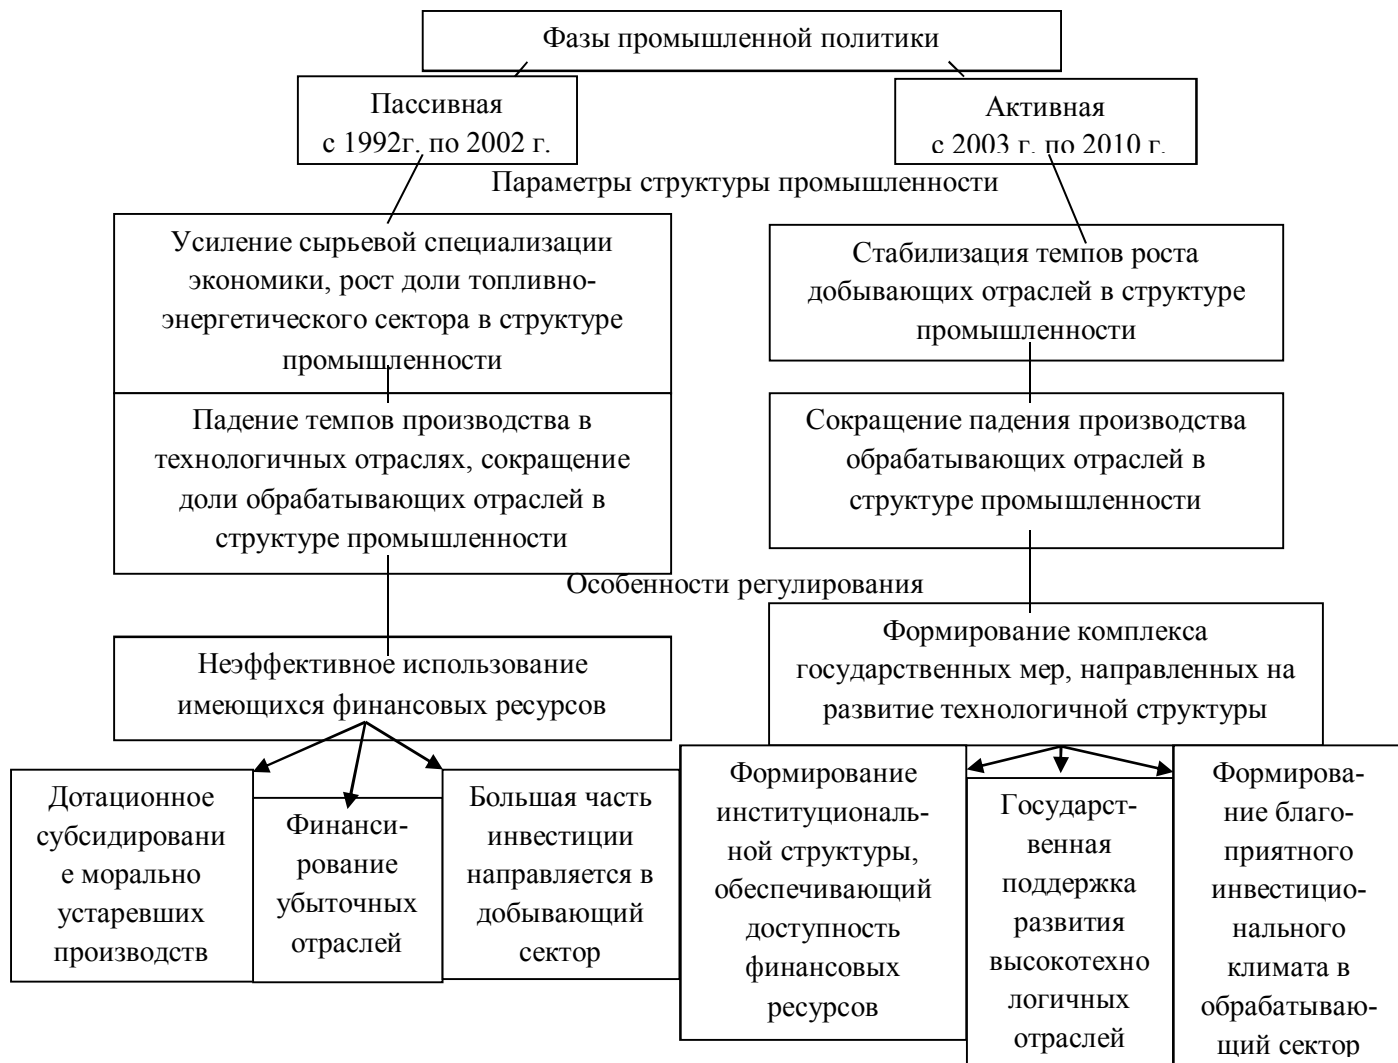 Фазы промышленной политики
Пассивная
с 1992г. по 2002 г.
Активная
с 2003 г. по 2010 г.
Параметры структуры промышленности
Усиление сырьевой специализации
экономики, рост доли топливно-
энергетического сектора в структуре
промышленности
Стабилизация темпов роста
добывающих отраслей в структуре
промышленности
Падение темпов производства в
технологичных отраслях, сокращение
доли обрабатывающих отраслей в
структуре промышленности
Сокращение падения производства
обрабатывающих отраслей в
структуре промышленности
Особенности регулирования
Неэффективное использование
имеющихся финансовых ресурсов
Формирование комплекса
государственных мер, направленных на
развитие технологичной структуры
Дотационное
субсидировани
е морально
устаревших
производств
Финанси-
рование
убыточных
отраслей
Большая часть
инвестиции
направляется в
добывающий
сектор
Формирование
институциональ-
ной структуры,
обеспечивающий
доступность
финансовых
ресурсов
Государст-
венная
поддержка
развития
высокотехно
логичных
отраслей
Формирова-
ние благо-
приятного
инвестицио-
нального
климата в
обрабатываю-
щий сектор